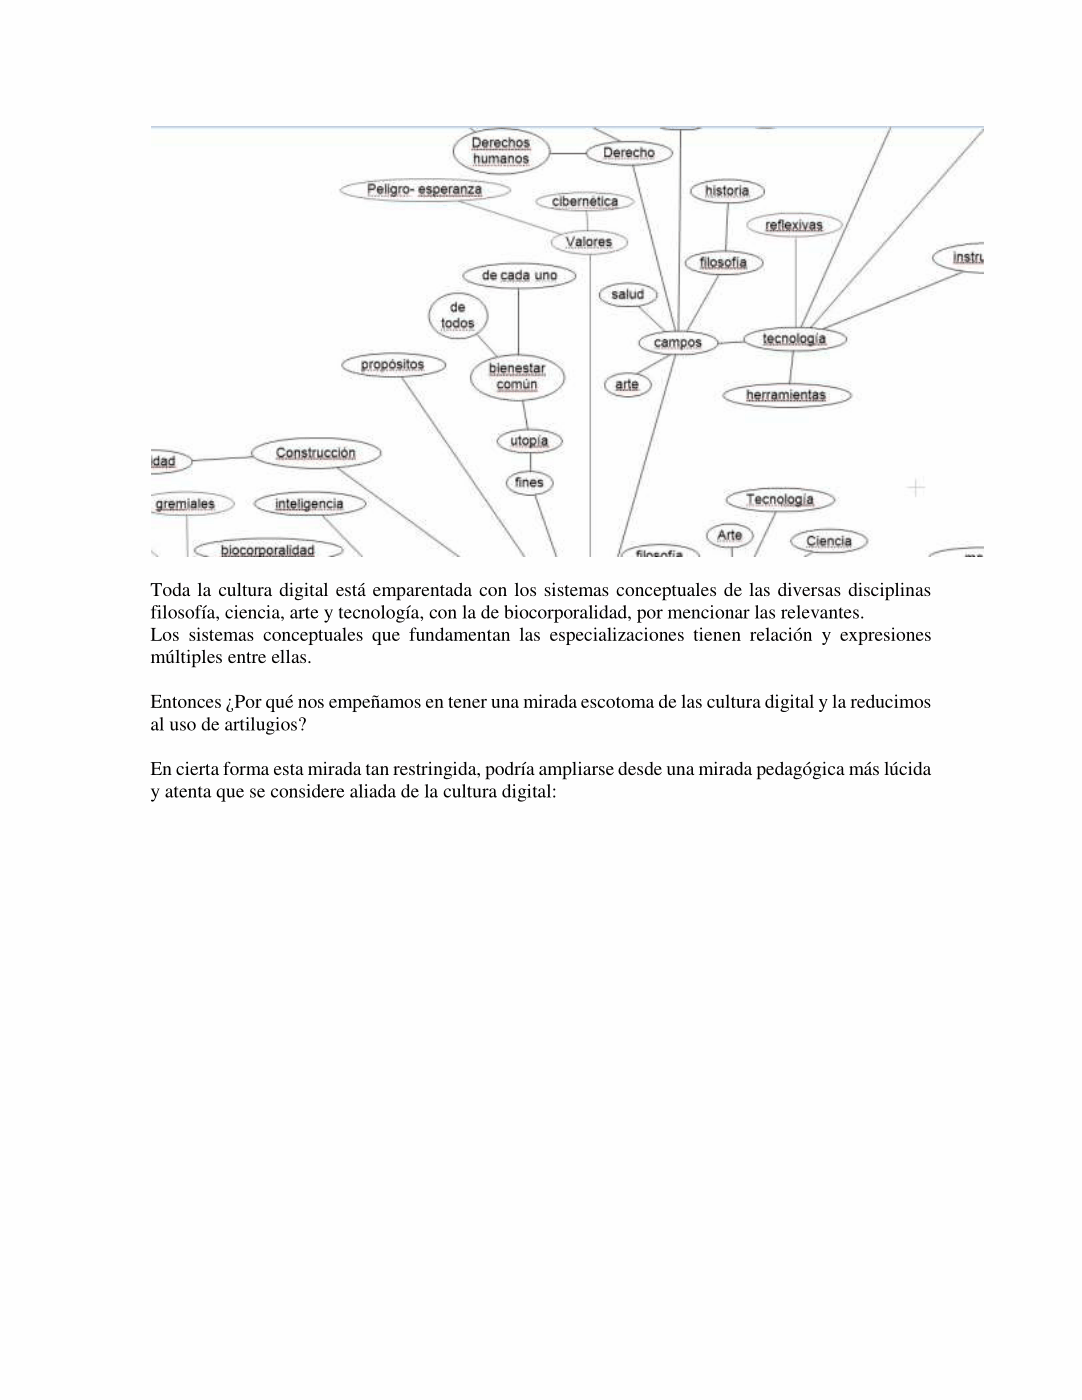 Derechos
humanos
Derecho
Peligro- esperanza
historia
cibernética
reflexivas
Valores
instru
filosofía
de cada uno
salud
de
todos
campos
tecnología
propósitos
bienestar
común
arte
herramientas
utopía
Construcción
idad
fines
Tecnología
gremiales
inteligencia
Arte
Ciencia
biocorporalidad
filosofía
Toda la cultura digital está emparentada con los sistemas conceptuales de las diversas disciplinas
filosofía, ciencia, arte y tecnología, con la de biocorporalidad, por mencionar las relevantes.
Los sistemas conceptuales que fundamentan las especializaciones tienen relación y expresiones
múltiples entre ellas.
Entonces ¿Por qué nos empeñamos en tener una mirada escotoma de las cultura digital y la reducimos
al uso de artilugios?
En cierta forma esta mirada tan restringida, podría ampliarse desde una mirada pedagógica más lúcida
y atenta que se considere aliada de la cultura digital: